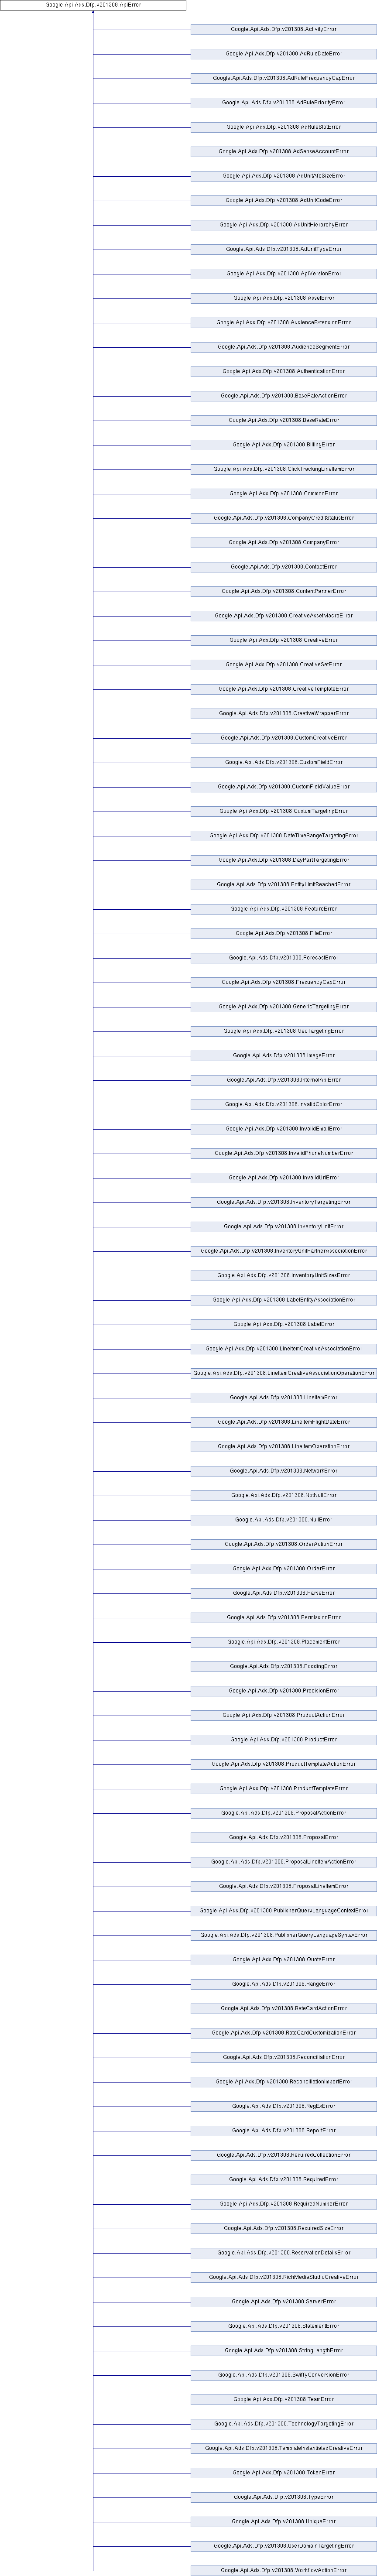 Google.Api.Ads.Dfp.v201308.ApiError
Google.Api.Ads.Dfp.v201308.ActivityError
Google.Api.Ads.Dfp.v201308.AdRuleDateError
Google.Api.Ads.Dfp.v201308.AdRuleFrequencyCapError
Google.Api.Ads.Dfp.v201308.AdRulePriorityError
Google.Api.Ads.Dfp.v201308.AdRuleSlotError
Google.Api.Ads.Dfp.v201308.AdSenseAccountError
Google.Api.Ads.Dfp.v201308.AdUnitAfcSizeError
Google.Api.Ads.Dfp.v201308.AdUnitCodeError
Google.Api.Ads.Dfp.v201308.AdUnitHierarchyError
Google.Api.Ads.Dfp.v201308.AdUnitTypeError
Google.Api.Ads.Dfp.v201308.ApiVersionError
Google.Api.Ads.Dfp.v201308.AssetError
Google.Api.Ads.Dfp.v201308.AudienceExtensionError
Google.Api.Ads.Dfp.v201308.AudienceSegmentError
Google.Api.Ads.Dfp.v201308.AuthenticationError
Google.Api.Ads.Dfp.v201308.BaseRateActionError
Google.Api.Ads.Dfp.v201308.BaseRateError
Google.Api.Ads.Dfp.v201308.BillingError
Google.Api.Ads.Dfp.v201308.ClickTrackingLineItemError
Google.Api.Ads.Dfp.v201308.CommonError
Google.Api.Ads.Dfp.v201308.CompanyCreditStatusError
Google.Api.Ads.Dfp.v201308.CompanyError
Google.Api.Ads.Dfp.v201308.ContactError
Google.Api.Ads.Dfp.v201308.ContentPartnerError
Google.Api.Ads.Dfp.v201308.CreativeAssetMacroError
Google.Api.Ads.Dfp.v201308.CreativeError
Google.Api.Ads.Dfp.v201308.CreativeSetError
Google.Api.Ads.Dfp.v201308.CreativeTemplateError
Google.Api.Ads.Dfp.v201308.CreativeWrapperError
Google.Api.Ads.Dfp.v201308.CustomCreativeError
Google.Api.Ads.Dfp.v201308.CustomFieldError
Google.Api.Ads.Dfp.v201308.CustomFieldValueError
Google.Api.Ads.Dfp.v201308.CustomTargetingError
Google.Api.Ads.Dfp.v201308.DateTimeRangeTargetingError
Google.Api.Ads.Dfp.v201308.DayPartTargetingError
Google.Api.Ads.Dfp.v201308.EntityLimitReachedError
Google.Api.Ads.Dfp.v201308.FeatureError
Google.Api.Ads.Dfp.v201308.FileError
Google.Api.Ads.Dfp.v201308.ForecastError
Google.Api.Ads.Dfp.v201308.FrequencyCapError
Google.Api.Ads.Dfp.v201308.GenericTargetingError
Google.Api.Ads.Dfp.v201308.GeoTargetingError
Google.Api.Ads.Dfp.v201308.ImageError
Google.Api.Ads.Dfp.v201308.InternalApiError
Google.Api.Ads.Dfp.v201308.InvalidColorError
Google.Api.Ads.Dfp.v201308.InvalidEmailError
Google.Api.Ads.Dfp.v201308.InvalidPhoneNumberError
Google.Api.Ads.Dfp.v201308.InvalidUrlError
Google.Api.Ads.Dfp.v201308.InventoryTargetingError
Google.Api.Ads.Dfp.v201308.InventoryUnitError
Google.Api.Ads.Dfp.v201308.InventoryUnitPartnerAssociationError
Google.Api.Ads.Dfp.v201308.InventoryUnitSizesError
Google.Api.Ads.Dfp.v201308.LabelEntityAssociationError
Google.Api.Ads.Dfp.v201308.LabelError
Google.Api.Ads.Dfp.v201308.LineItemCreativeAssociationError
Google.Api.Ads.Dfp.v201308.LineItemCreativeAssociationOperationError
Google.Api.Ads.Dfp.v201308.LineItemError
Google.Api.Ads.Dfp.v201308.LineItemFlightDateError
Google.Api.Ads.Dfp.v201308.LineItemOperationError
Google.Api.Ads.Dfp.v201308.NetworkError
Google.Api.Ads.Dfp.v201308.NotNullError
Google.Api.Ads.Dfp.v201308.NullError
Google.Api.Ads.Dfp.v201308.OrderActionError
Google.Api.Ads.Dfp.v201308.OrderError
Google.Api.Ads.Dfp.v201308.ParseError
Google.Api.Ads.Dfp.v201308.PermissionError
Google.Api.Ads.Dfp.v201308.PlacementError
Google.Api.Ads.Dfp.v201308.PoddingError
Google.Api.Ads.Dfp.v201308.PrecisionError
Google.Api.Ads.Dfp.v201308.ProductActionError
Google.Api.Ads.Dfp.v201308.ProductError
Google.Api.Ads.Dfp.v201308.ProductTemplateActionError
Google.Api.Ads.Dfp.v201308.ProductTemplateError
Google.Api.Ads.Dfp.v201308.ProposalActionError
Google.Api.Ads.Dfp.v201308.ProposalError
Google.Api.Ads.Dfp.v201308.ProposalLineItemActionError
Google.Api.Ads.Dfp.v201308.ProposalLineItemError
Google.Api.Ads.Dfp.v201308.PublisherQueryLanguageContextError
Google.Api.Ads.Dfp.v201308.PublisherQueryLanguageSyntaxError
Google.Api.Ads.Dfp.v201308.QuotaError
Google.Api.Ads.Dfp.v201308.RangeError
Google.Api.Ads.Dfp.v201308.RateCardActionError
Google.Api.Ads.Dfp.v201308.RateCardCustomizationError
Google.Api.Ads.Dfp.v201308.ReconciliationError
Google.Api.Ads.Dfp.v201308.ReconciliationImportError
Google.Api.Ads.Dfp.v201308.RegExError
Google.Api.Ads.Dfp.v201308.ReportError
Google.Api.Ads.Dfp.v201308.RequiredCollectionError
Google.Api.Ads.Dfp.v201308.RequiredError
Google.Api.Ads.Dfp.v201308.RequiredNumberError
Google.Api.Ads.Dfp.v201308.RequiredSizeError
Google.Api.Ads.Dfp.v201308.ReservationDetailsError
Google.Api.Ads.Dfp.v201308.RichMediaStudioCreativeError
Google.Api.Ads.Dfp.v201308.ServerError
Google.Api.Ads.Dfp.v201308.StatementError
Google.Api.Ads.Dfp.v201308.StringLengthError
Google.Api.Ads.Dfp.v201308.SwiffyConversionError
Google.Api.Ads.Dfp.v201308.TeamError
Google.Api.Ads.Dfp.v201308.TechnologyTargetingError
Google.Api.Ads.Dfp.v201308.TemplateInstantiatedCreativeError
Google.Api.Ads.Dfp.v201308.TokenError
Google.Api.Ads.Dfp.v201308.TypeError
Google.Api.Ads.Dfp.v201308.UniqueError
Google.Api.Ads.Dfp.v201308.UserDomainTargetingError
Google.Api.Ads.Dfp.v201308.WorkflowActionError